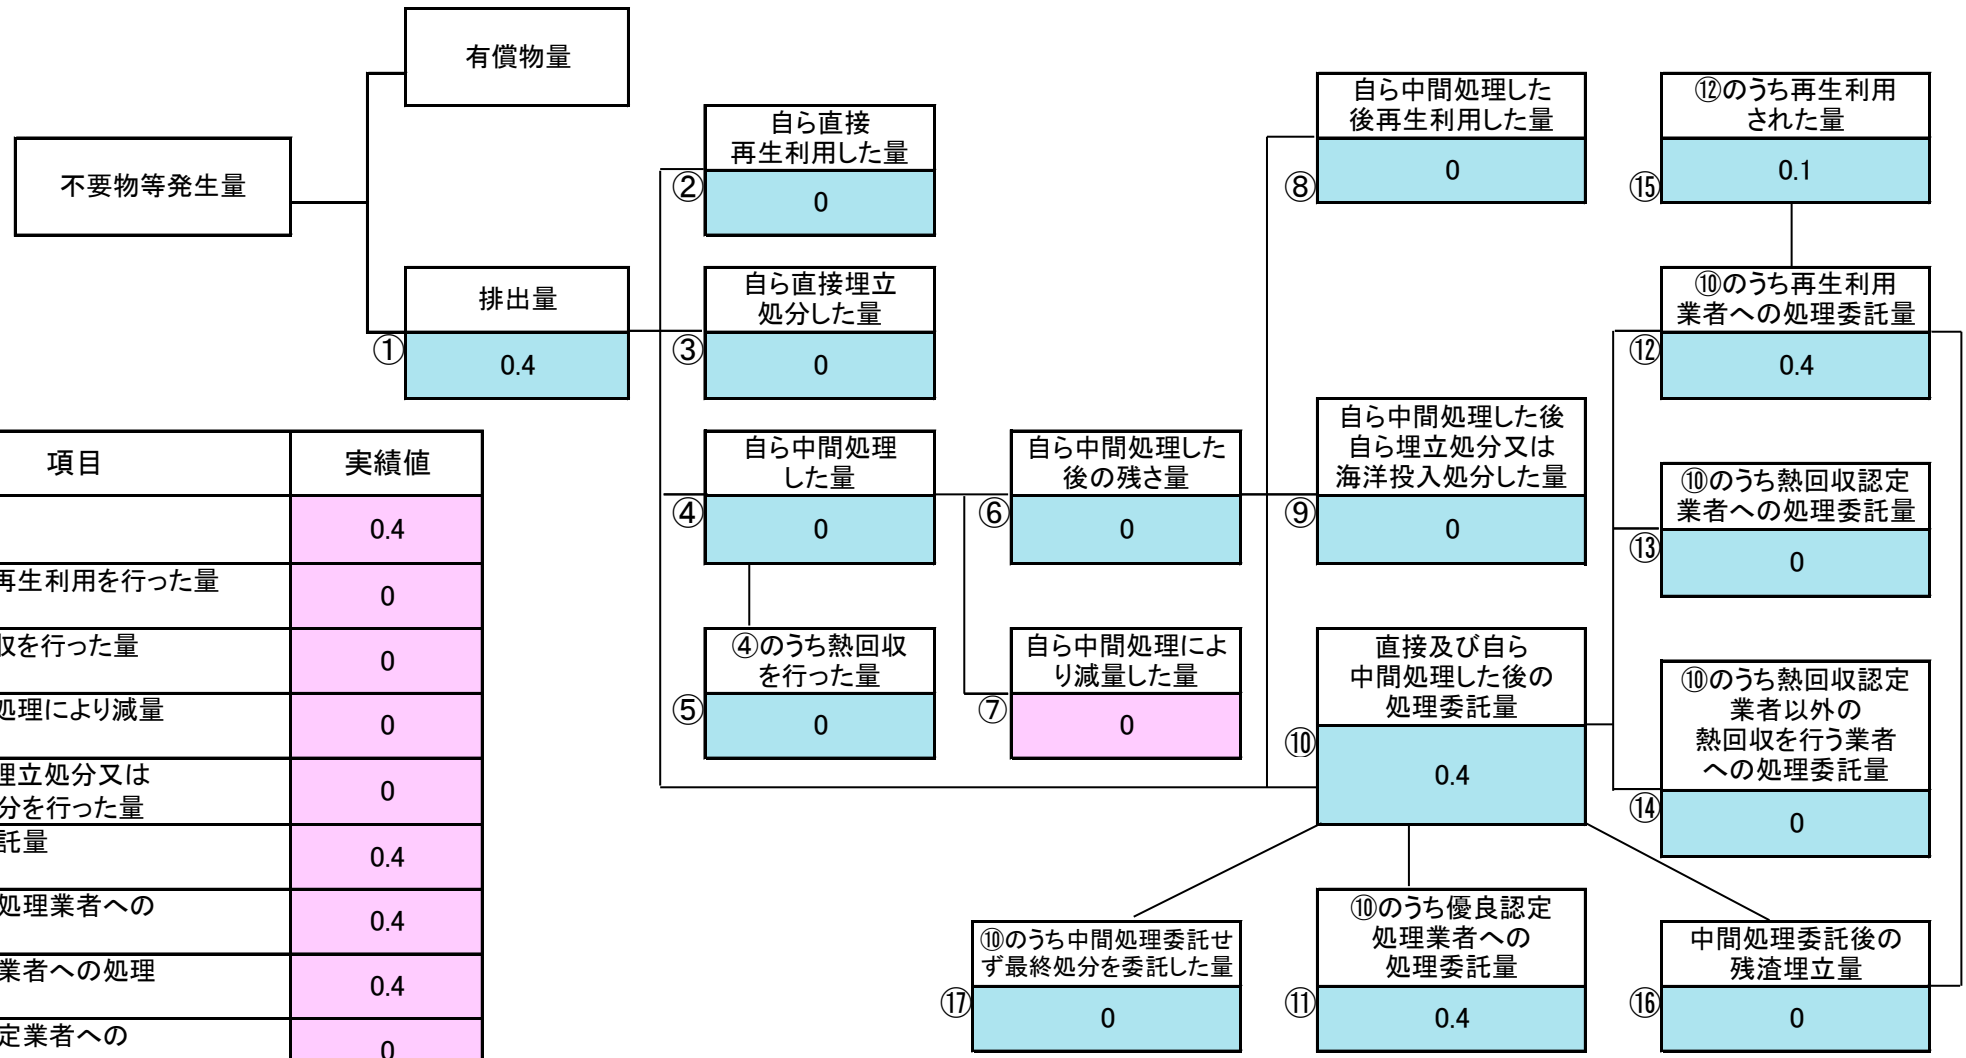 有償物量
不要物等発生量
排出量
①
0.4
自ら直接
再生利用した量
②
0
自ら直接埋立
処分した量
③
0
自ら中間処理
した量
④
0
④のうち熱回収
を行った量
⑤
0
自ら中間処理した
後の残さ量
⑥
0
自ら中間処理によ
り減量した量
⑦
0
自ら中間処理した
後再生利用した量
⑧
0
自ら中間処理した後
自ら埋立処分又は
海洋投入処分した量
⑨
0
直接及び自ら
中間処理した後の
処理委託量
⑩
0.4
⑫のうち再生利用
された量
⑮
0.1
⑩のうち再生利用
業者への処理委託量
⑫
0.4
⑩のうち熱回収認定
業者への処理委託量
⑬
0
⑩のうち熱回収認定
業者以外の
熱回収を行う業者
への処理委託量
⑭
0
⑩のうち中間処理委託せ
ず最終処分を委託した量
⑰
0
⑩のうち優良認定
処理業者への
処理委託量
⑪
0.4
中間処理委託後の
残渣埋立量
⑯
0
項目 実績値
0.4
再生利用を行った量 0
を行った量 0
処理により減量 0
埋立処分又は
分を行った量 0
託量 0.4
処理業者への 0.4
業者への処理 0.4
定業者への 0